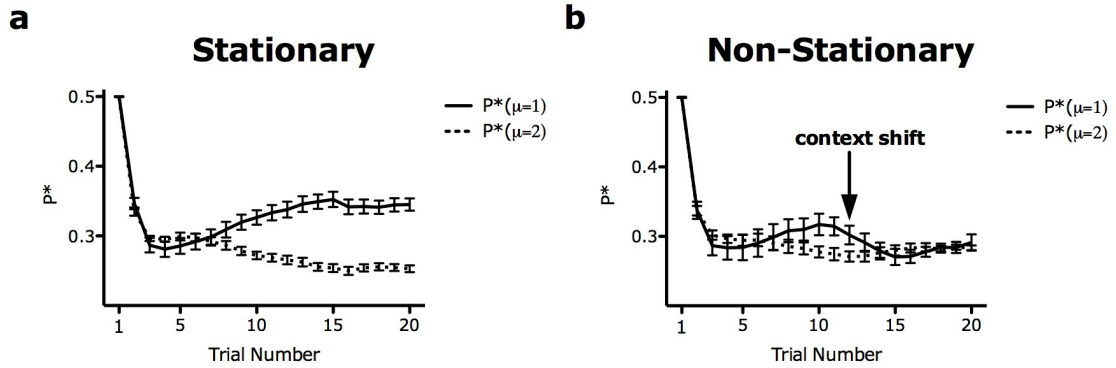 a
Stationary
0.5
0.4
0.3
P*
1
5
10
15
20
Trial Number
P*(μ=1)
P*(μ=2)
b
Non-Stationary
0.5
0.4
0.3
P*
context shift
1
5
10
15
20
Trial Number
P*(μ=1)
P*(μ=2)